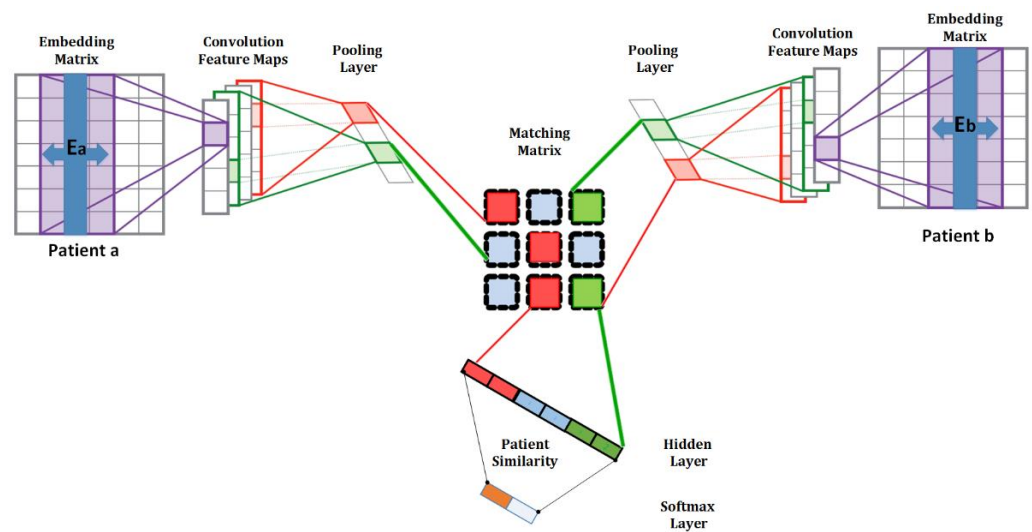 Embedding
Matrix
Convolution
Feature Maps
Pooling
Layer
Ea
Patient a
Matching
Matrix
Pooling
Layer
Convolution
Feature Maps
Embedding
Matrix
Eb
Patient b
Patient
Similarity
Hidden
Layer
Softmax
Layer